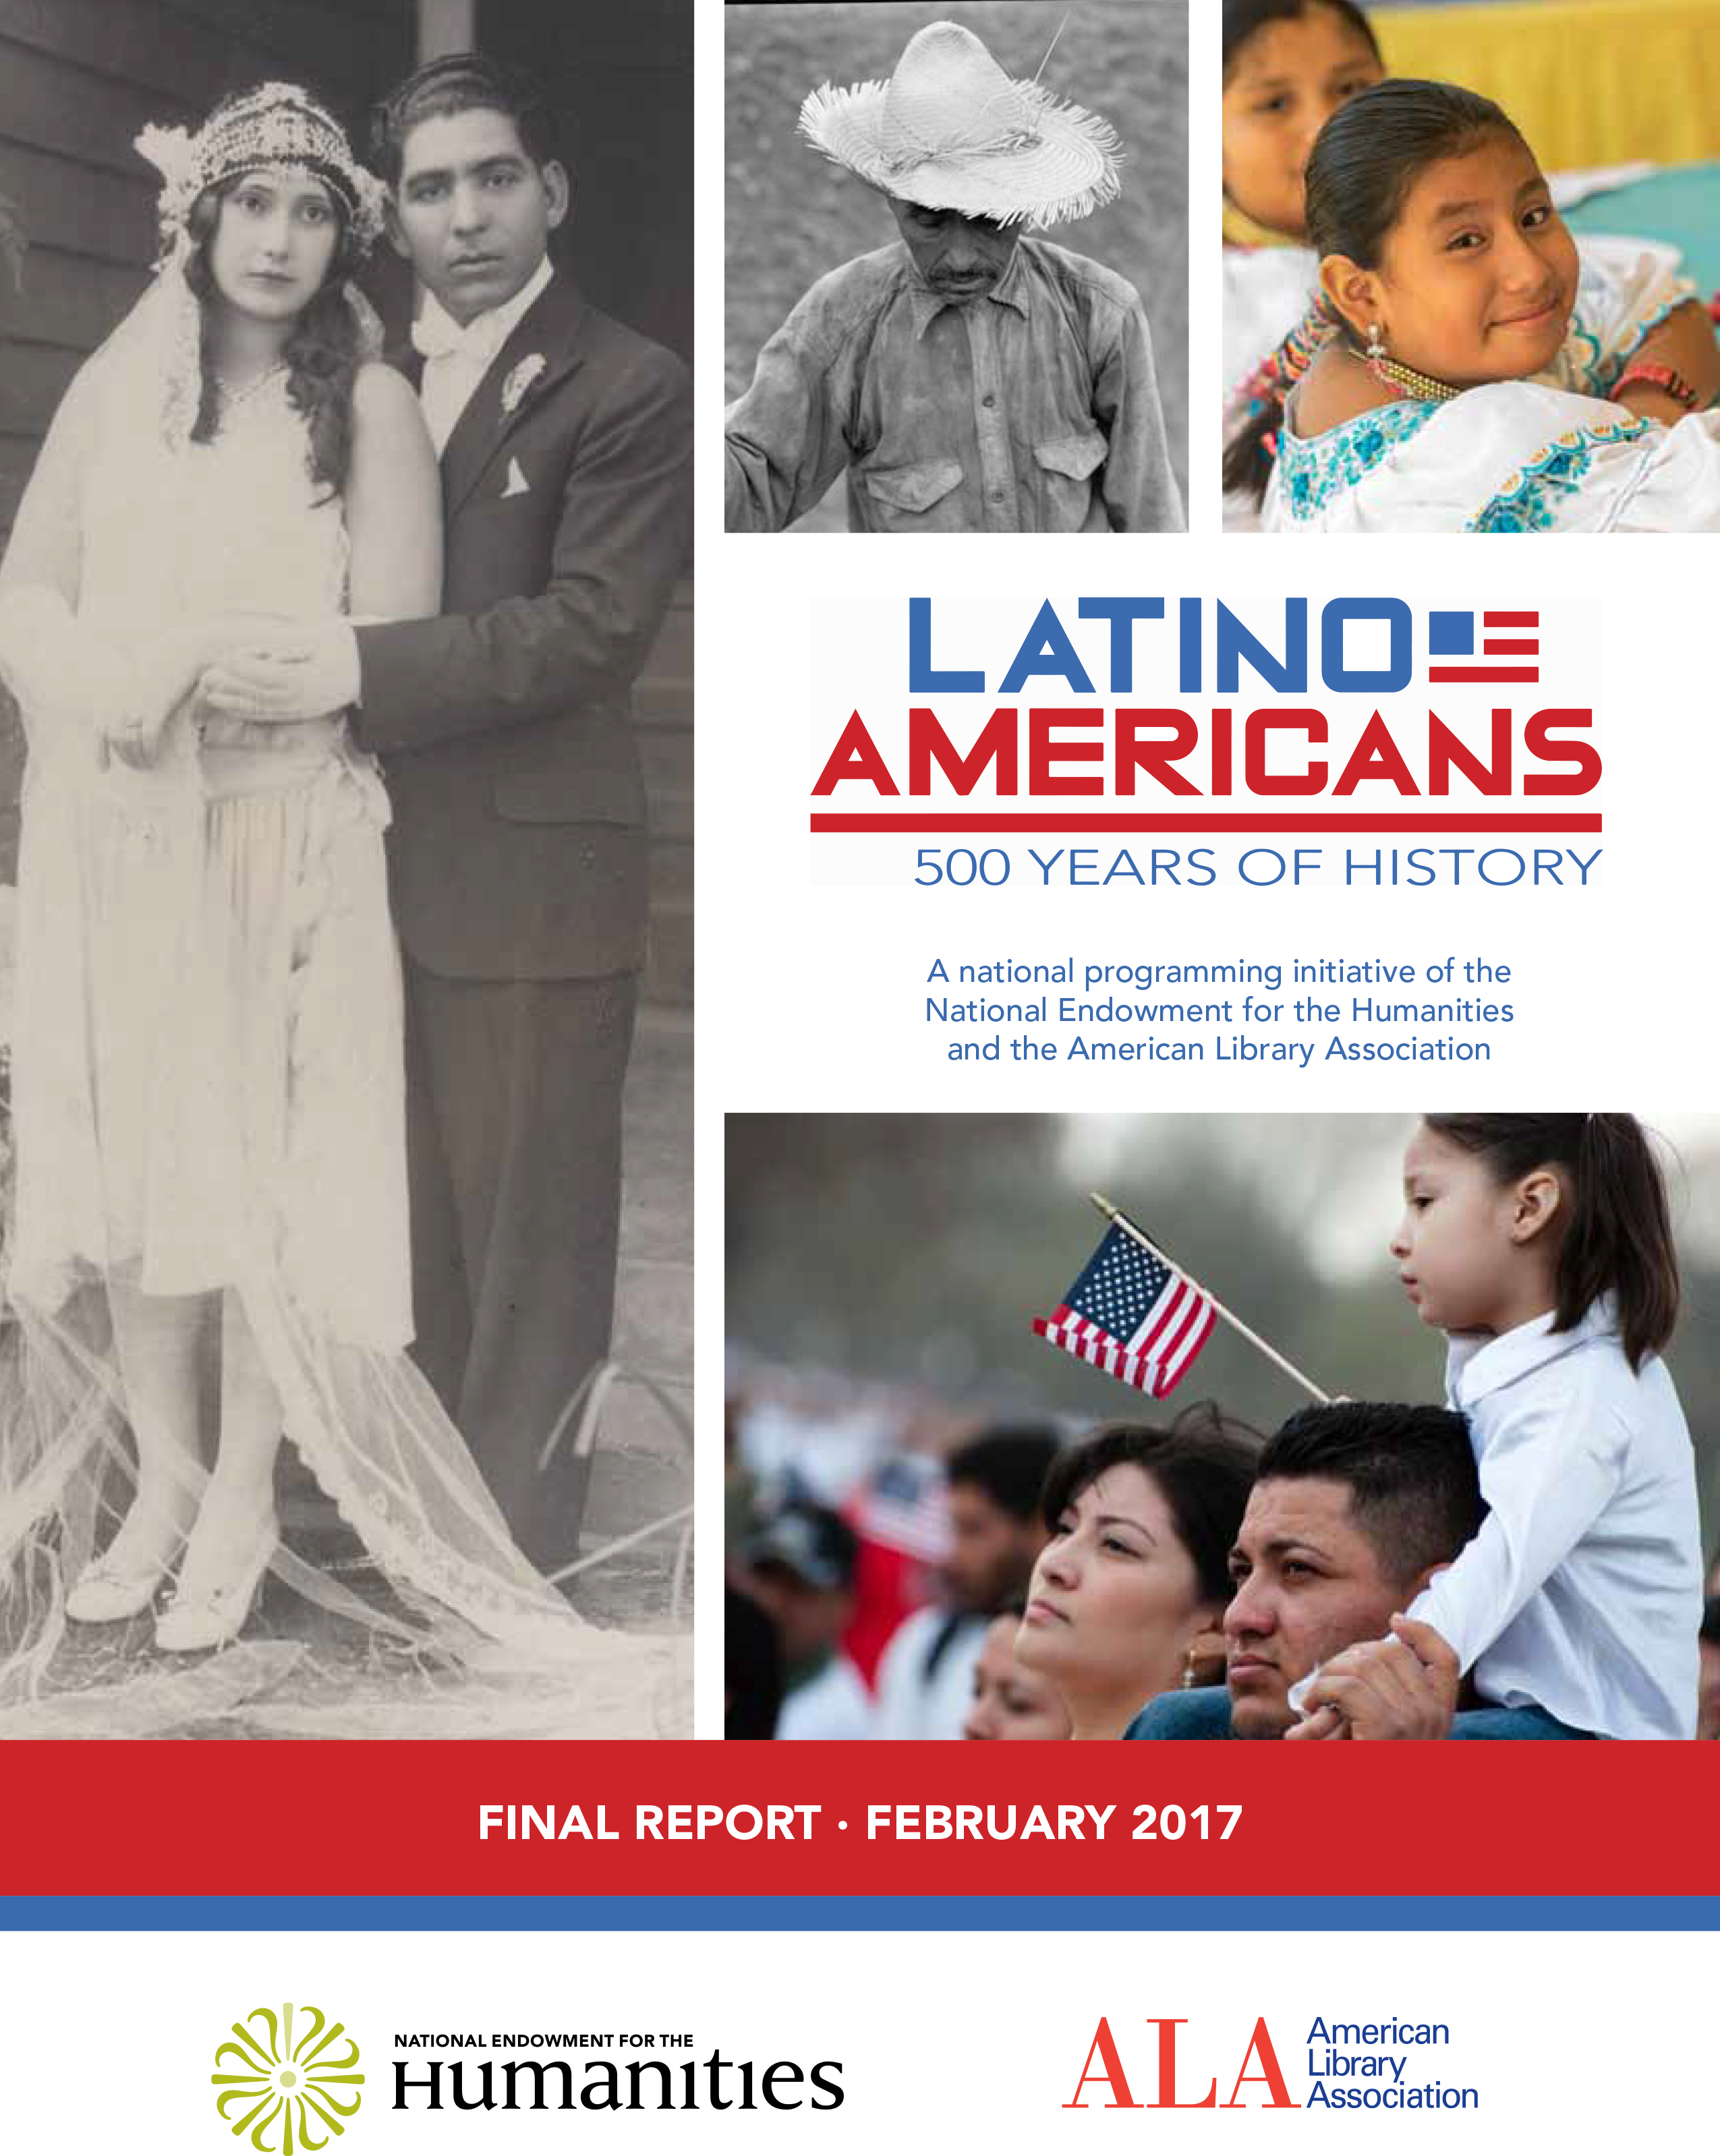 LATINO
AMERICANS
500 YEARS OF HISTORY
A national programming initiative of the
National Endowment for the Humanities
and the American Library Association
FINAL REPORT · FEBRUARY 2017
NATIONAL ENDOWMENT FOR THE
Humanities
ALA
American
Library
Association